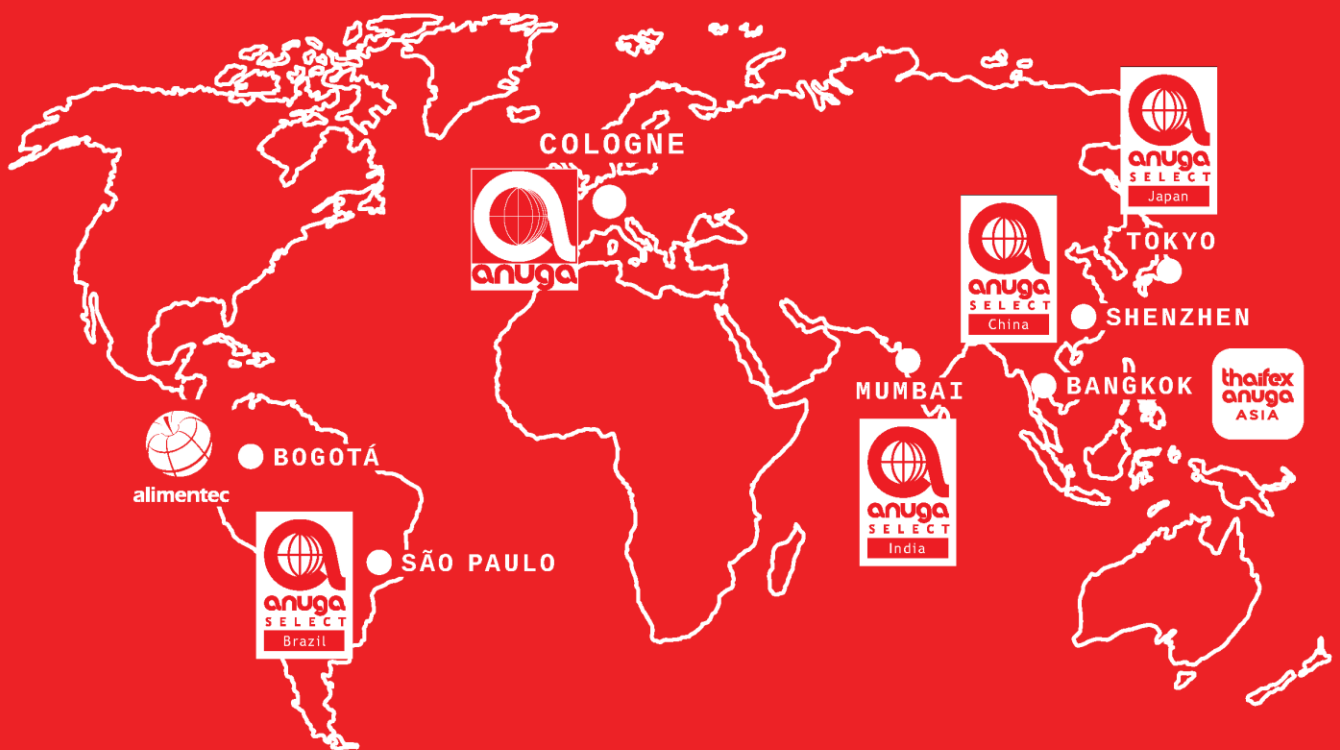 COLOGNE
anuga
anuga
SELECT
Japan
TOKYO
anuga
SELECT
China
SHENZHEN
MUMBAI
BANGKOK
thaifex
anuga
ASIA
anuga
SELECT
India
BOGOTÁ
alimentec
anuga
SELECT
Brazil
SÃO PAULO